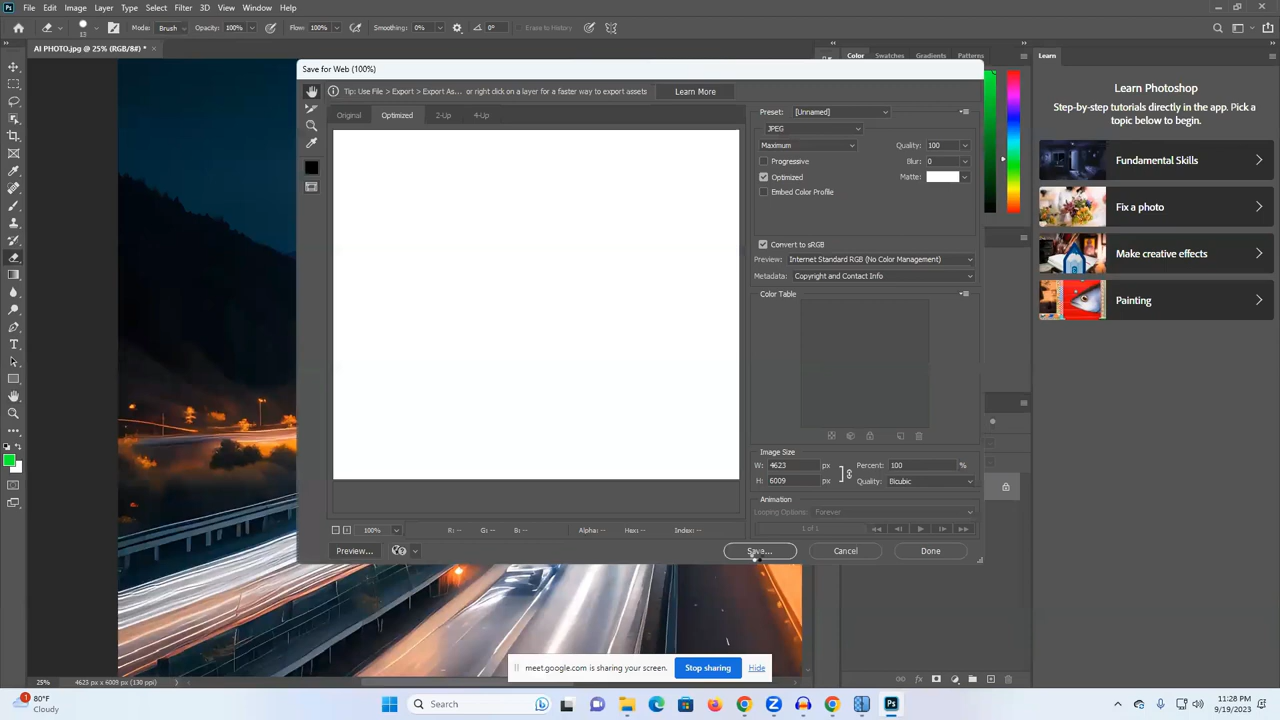 File Edit Image Layer Type Select Filter 3D View Window Help
13 Mode: Brush Opacity: 100% Flow: 100% Smoothing: 0% 0° Erase to History
AI PHOTO.jpg @ 25% (RGB/8#) * ×
Color Swatches Gradients Patterns
Learn
Save for Web (100%)
Tip: Use File > Export > Export As... or right click on a layer for a faster way to export assets
Learn More
Original Optimized 2-Up 4-Up
Preset: [Unnamed]
JPEG
Maximum Quality: 100
Progressive Blur: 0
Optimized Matte:
Embed Color Profile
Convert to sRGB
Preview: Internet Standard RGB (No Color Management)
Metadata: Copyright and Contact Info
Color Table
Image Size
W: 4623 px Percent: 100 %
H: 6009 px Quality: Bicubic
Animation
Looping Options: Forever
1 of 1
100% R: -- G: -- B: -- Alpha: -- Hex: -- Index: --
Preview... Save... Cancel Done
Learn Photoshop
Step-by-step tutorials directly in the app. Pick a
topic below to begin.
Fundamental Skills
Fix a photo
Make creative effects
Painting
meet.google.com is sharing your screen. Stop sharing Hide
25% 4623 px x 6009 px (130 ppi)
1
80°F
Cloudy
Search
Ps
11:28 PM
9/19/2023